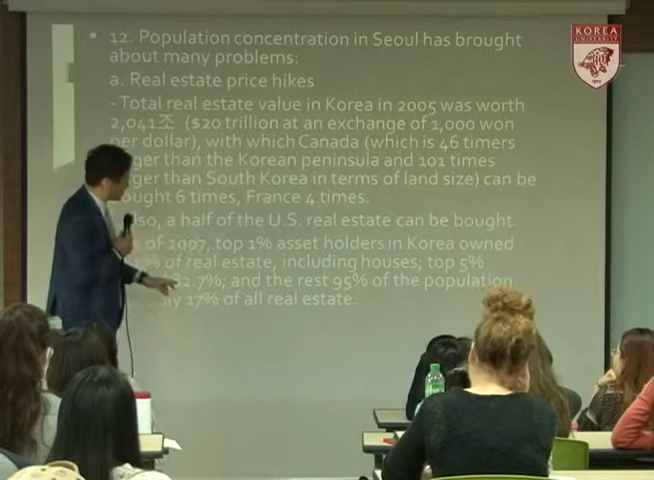 KOREA
UNIVERSITY
1905
12. Population concentration in Seoul has brought
about many problems:
a. Real estate price hikes
- Total real estate value in Korea in 2005 was worth
2,041조 ($20 trillion at an exchange of 1,000 won
per dollar), with which Canada (which is 46 timers
larger than the Korean peninsula and 101 times
larger than South Korea in terms of land size) can be
bought 6 times, France 4 times.
also, a half of the U.S. real estate can be bought.
of 2007, top 1% asset holders in Korea owned
% of real estate, including houses; top 5%
82.7%; and the rest 95% of the population
17% of all real estate.